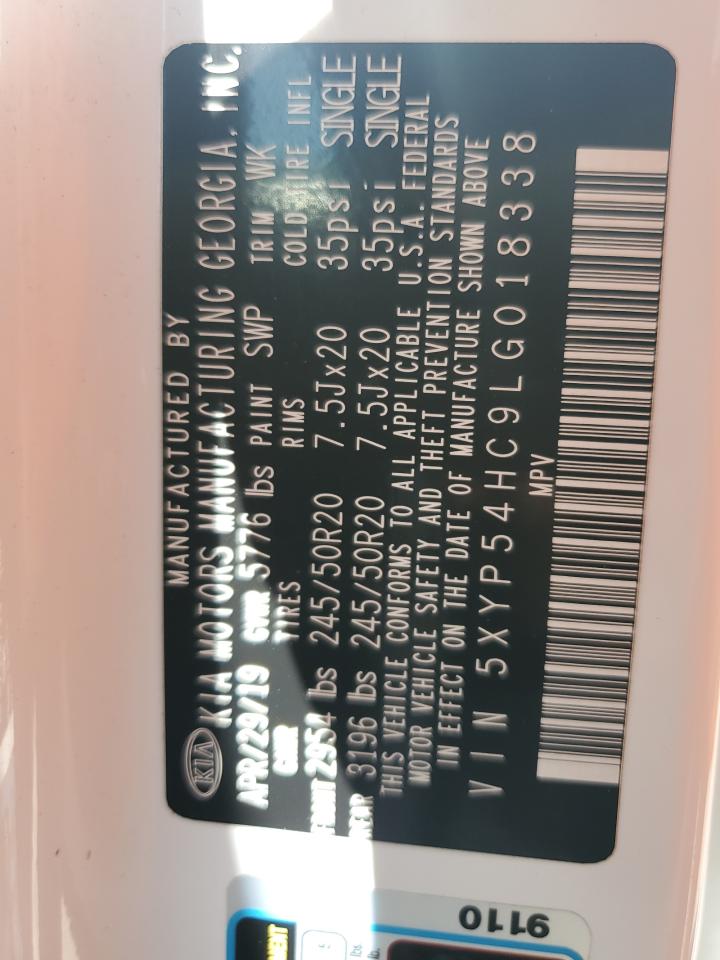 MANUFACTURED BY
KIA KIA MOTORS MANUFACTURING GEORGIA. INC.
APR/29/19 GVWR 5776 lbs PAINT SWP TRIM WK
GWR TIRES RIMS COLD TIRE INFL
FRONT 2954 lbs 245/50R20 7.5Jx20 35psi SINGLE
REAR 3196 lbs 245/50R20 7.5Jx20 35psi SINGLE
THIS VEHICLE CONFORMS TO ALL APPLICABLE U.S.A. FEDERAL
MOTOR VEHICLE SAFETY AND THEFT PREVENTION STANDARDS
IN EFFECT ON THE DATE OF MANUFACTURE SHOWN ABOVE
VIN 5XYP54HC9LG018338
MPV
9110
lbs